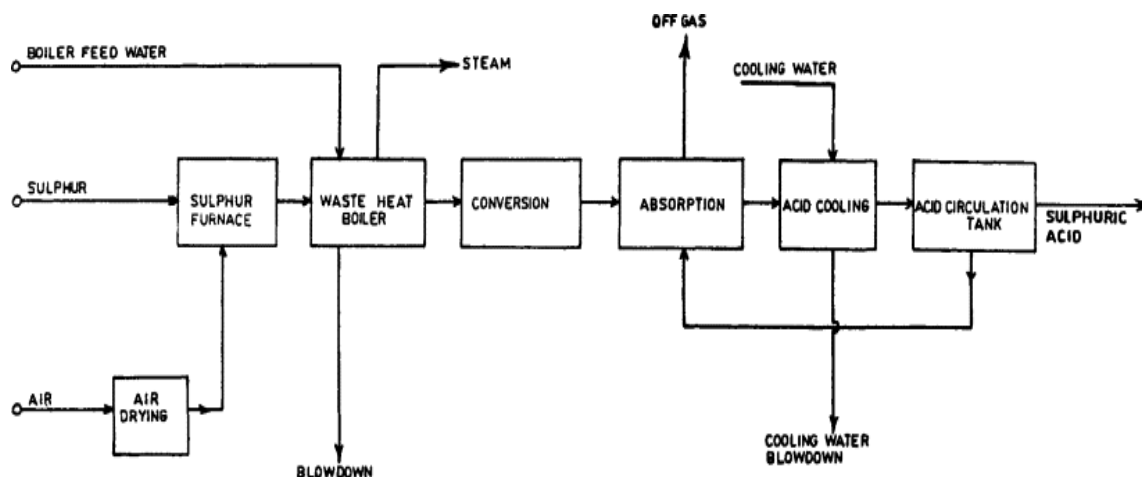 OFF GAS
BOILER FEED WATER
STEAM
COOLING WATER
SULPHUR
SULPHUR
FURNACE
WASTE HEAT
BOILER
CONVERSION
ABSORPTION
ACID COOLING
ACID CIRCULATION
TANK
SULPHURIC
ACID
AIR
AIR
DRYING
BLOWDOWN
COOLING WATER
BLOWDOWN